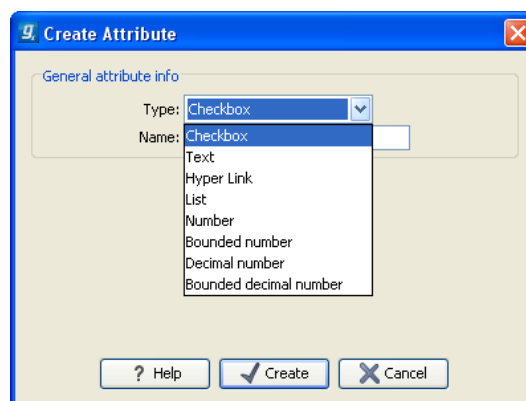 g. Create Attribute
General attribute info
Type: Checkbox
Name:
Checkbox
Text
Hyper Link
List
Number
Bounded number
Decimal number
Bounded decimal number
? Help Create Cancel